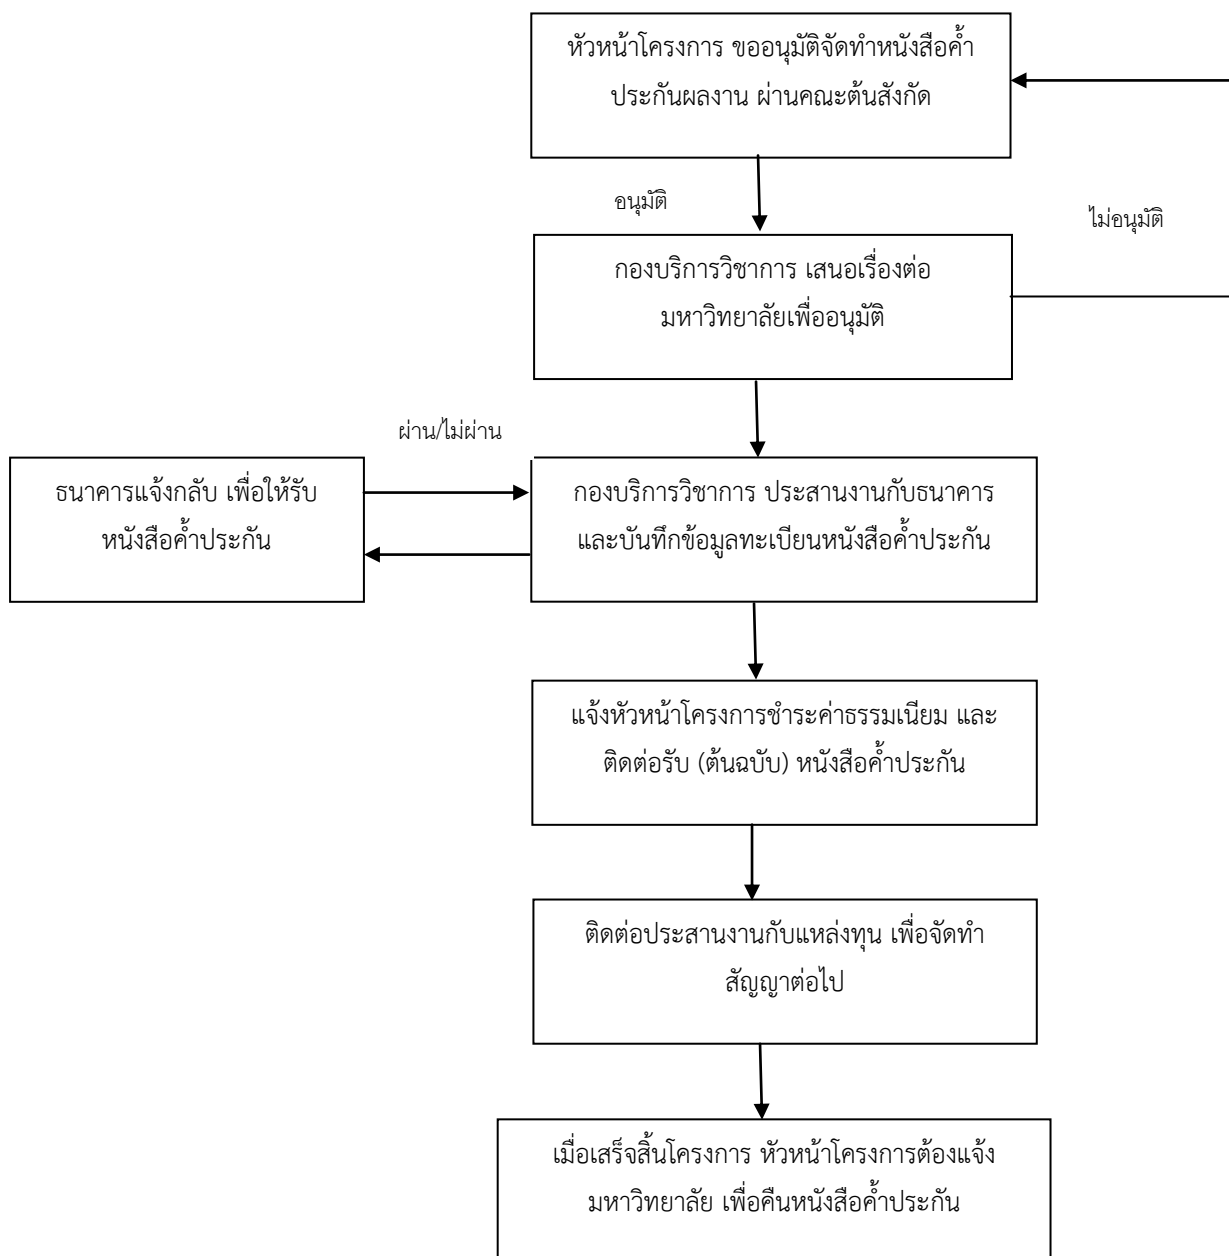 หัวหน้าโครงการ ขออนุมัติจัดทำหนังสือค้ำ
ประกันผลงาน ผ่านคณะต้นสังกัด
อนุมัติ
ไม่อนุมัติ
กองบริการวิชาการ เสนอเรื่องต่อ
มหาวิทยาลัยเพื่ออนุมัติ
ผ่าน/ไม่ผ่าน
ธนาคารแจ้งกลับ เพื่อให้รับ
หนังสือค้ำประกัน
กองบริการวิชาการ ประสานงานกับธนาคาร
และบันทึกข้อมูลทะเบียนหนังสือค้ำประกัน
แจ้งหัวหน้าโครงการชำระค่าธรรมเนียม และ
ติดต่อรับ (ต้นฉบับ) หนังสือค้ำประกัน
ติดต่อประสานงานกับแหล่งทุน เพื่อจัดทำ
สัญญาต่อไป
เมื่อเสร็จสิ้นโครงการ หัวหน้าโครงการต้องแจ้ง
มหาวิทยาลัย เพื่อคืนหนังสือค้ำประกัน